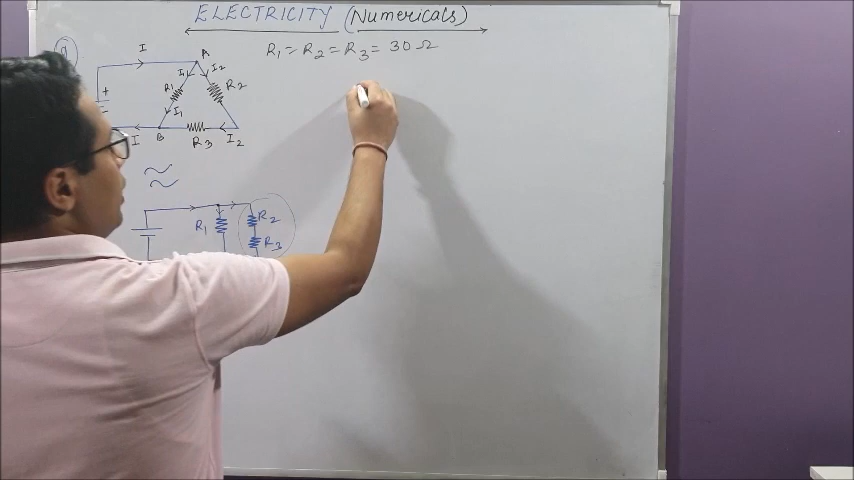 ELECTRICITY (Numericals)
R1 = R2 = R3 = 30 Ω
I
A
I1 I2
R1 R2
+
I1
I B R3 I2
R1 R2
R3